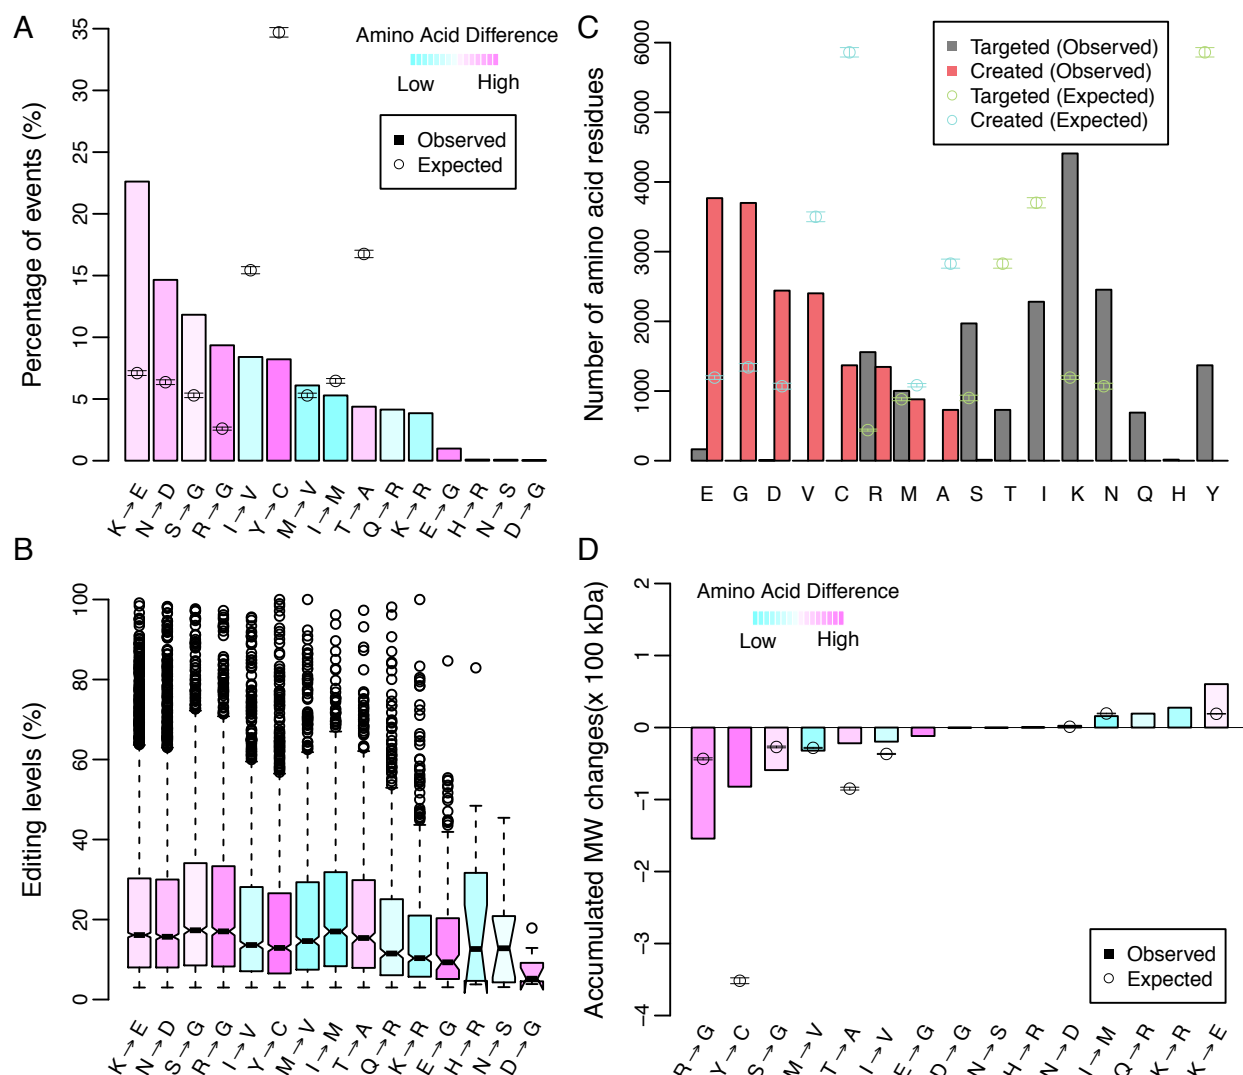 A
Percentage of events (%)
35
30
25
20
15
10
5
0
Amino Acid Difference
Low
High
Observed
Expected
K→E
N→D
S→G
R→G
I→V
Y→C
M→V
I→M
T→A
Q→R
K→R
E→G
H→R
N→S
D→G
C
Number of amino acid residues
6000
5000
4000
3000
2000
1000
0
Targeted (Observed)
Created (Observed)
Targeted (Expected)
Created (Expected)
E G D V C R M A S T I K N Q H Y
B
Editing levels (%)
100
80
60
40
20
0
K→E
N→D
S→G
R→G
I→V
Y→C
M→V
I→M
T→A
Q→R
K→R
E→G
H→R
N→S
D→G
D
Accumulated MW changes(x 100 kDa)
2
1
0
−1
−2
−3
−4
Amino Acid Difference
Low
High
Observed
Expected
R→G
Y→C
S→G
M→V
T→A
I→V
E→G
D→G
N→S
H→R
N→D
I→M
Q→R
K→R
K→E